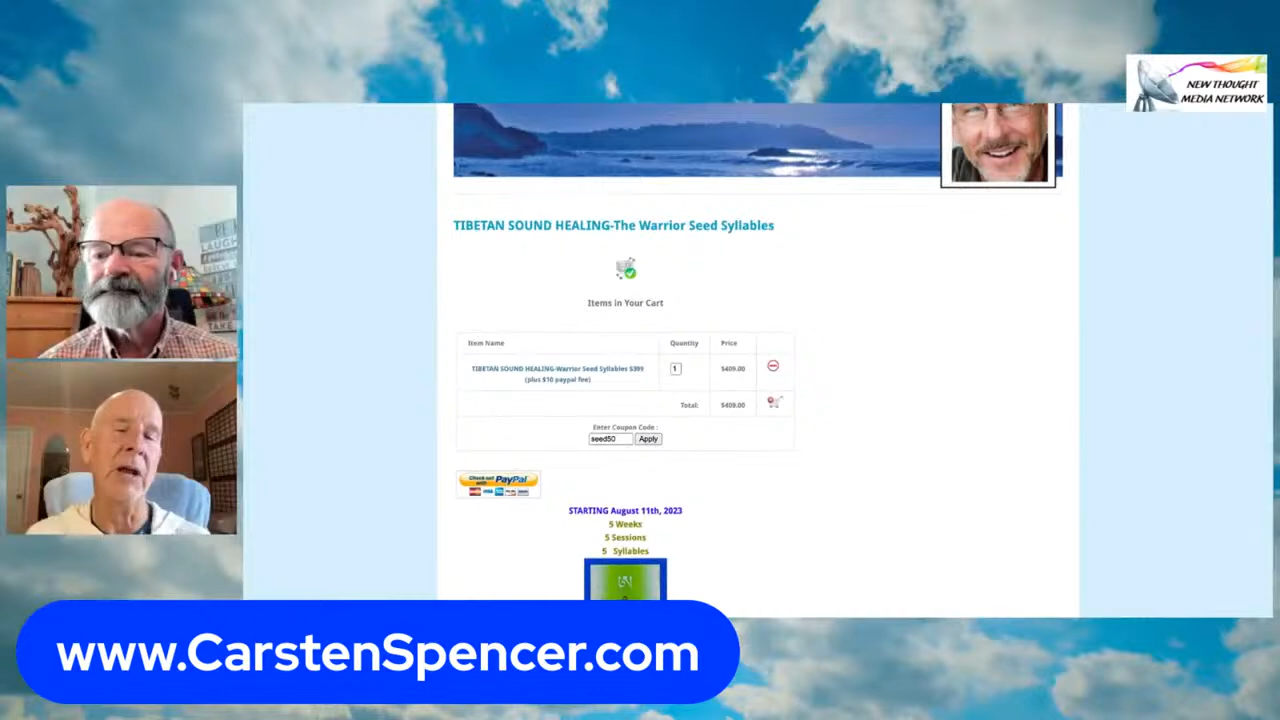 NEW THOUGHT
MEDIA NETWORK
LAUGH
TAKE
TIBETAN SOUND HEALING-The Warrior Seed Syllables
Items in Your Cart
Item Name Quantity Price
TIBETAN SOUND HEALING-Warrior Seed Syllables $399
(plus $10 paypal fee) 1 $409.00
Total: $409.00
Enter Coupon Code :
seed50 Apply
Check out
with PayPal
STARTING August 11th, 2023
5 Weeks
5 Sessions
5 Syllables
www.CarstenSpencer.com